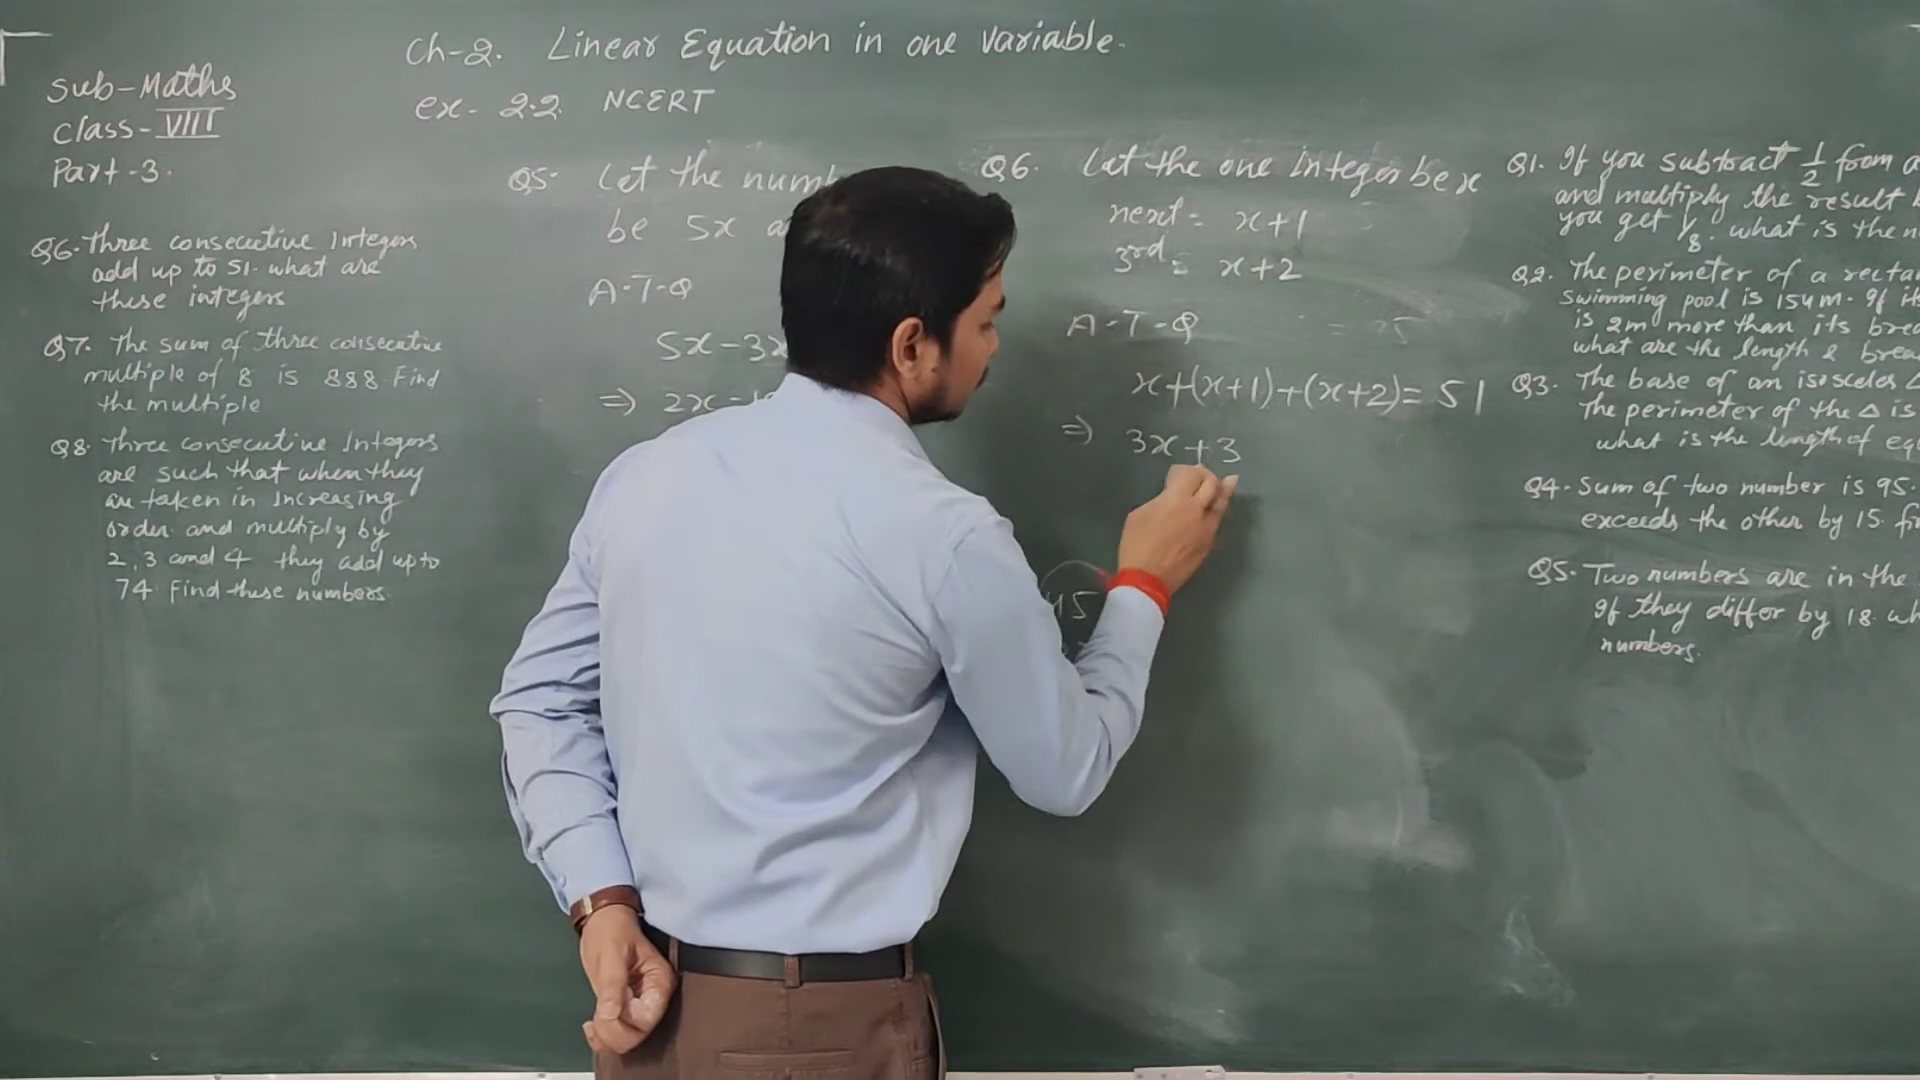 Ch-2. Linear Equation in one variable.
ex- 2.2. NCERT
Sub-Maths
Class-VIII
Part-3.
Q6. Three consecutive Integers
add up to 51. what are
these integers
Q7. The sum of three consecutive
multiple of 8 is 888. Find
the multiple
Q8. Three consecutive Integers
are such that when they
are taken in Increasing
order and multiply by
2, 3 and 4 they add up to
74. Find these numbers.
Q5. Let the
be 5x
A-T-Q
5x-3x
=> 2x =
45
Q6. Let the one Integer be x
next = x+1
3rd = x+2
A-T-Q
x+(x+1)+(x+2)= 51
=> 3x+3
Q1. If you subtract 1/2 from
and multiply the result
you get 1/8. what is the
Q2. The perimeter of a
swimming pool is 154m. If
is 2m more than its
what are the length &
Q3. The base of an isosceles
The perimeter of the Δ is
what is the length of
Q4. Sum of two number is 95.
exceeds the other by 15.
Q5. Two numbers are in the
If they differ by 18.
numbers.